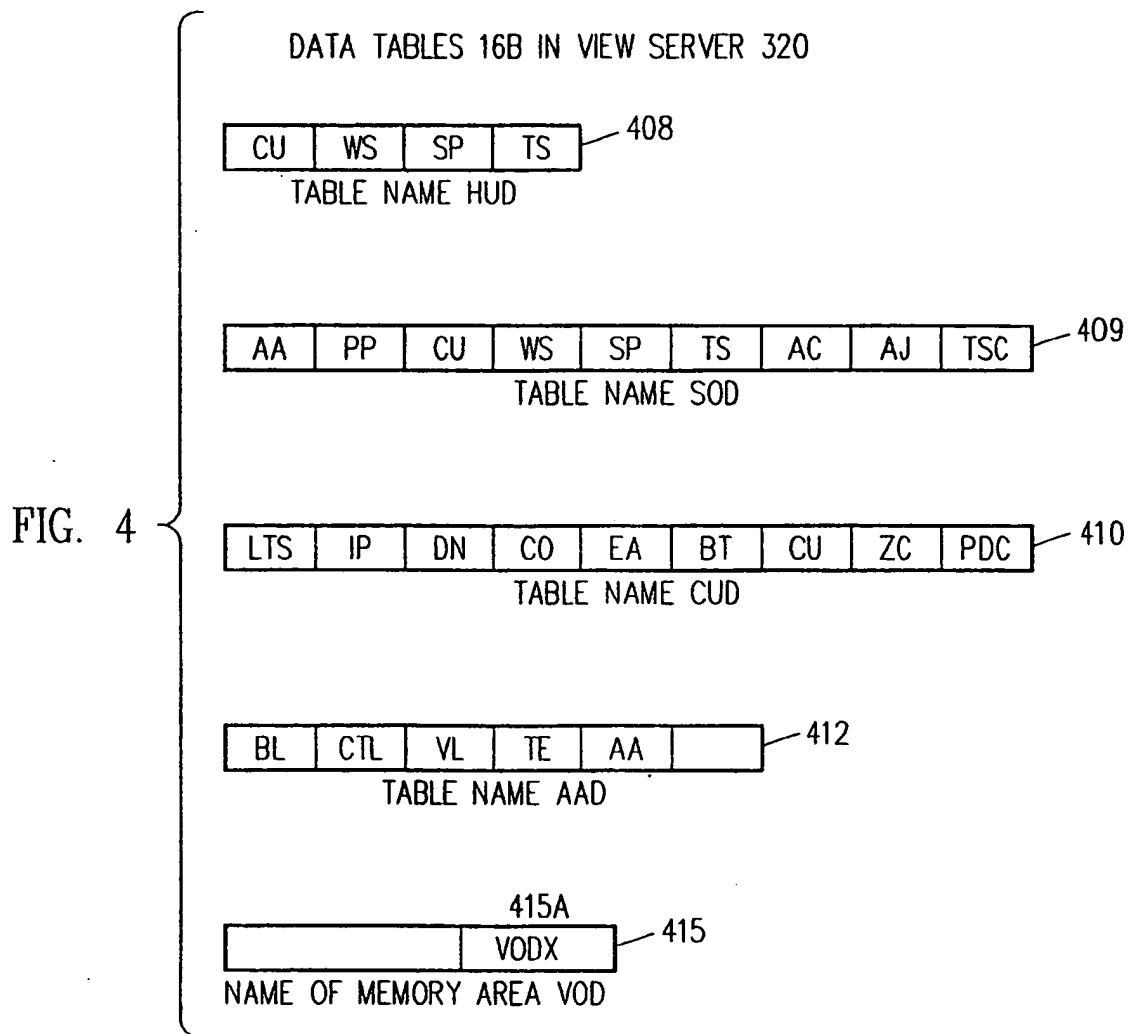 DATA TABLES 16B IN VIEW SERVER 320
CU WS SP TS 408
TABLE NAME HUD
AA PP CU WS SP TS AC AJ TSC 409
TABLE NAME SOD
FIG. 4
LTS IP DN CO EA BT CU ZC PDC 410
TABLE NAME CUD
BL CTL VL TE AA 412
TABLE NAME AAD
415A
VODX 415
NAME OF MEMORY AREA VOD